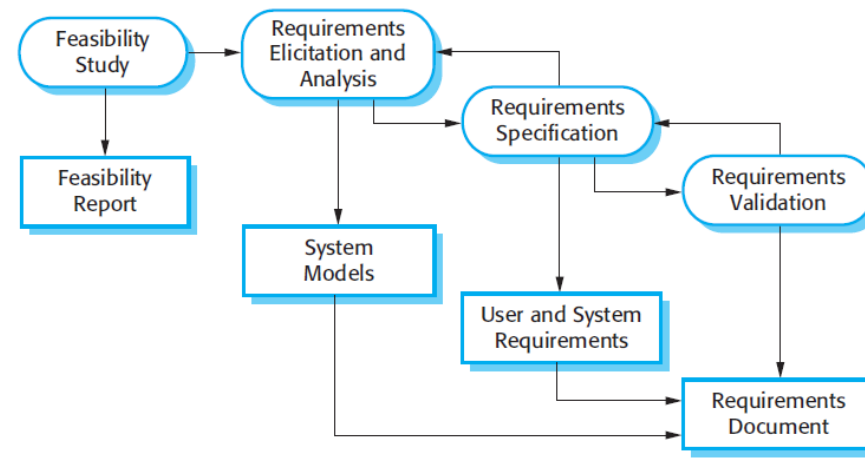 Feasibility
Study
Requirements
Elicitation and
Analysis
Requirements
Specification
Requirements
Validation
Feasibility
Report
System
Models
User and System
Requirements
Requirements
Document